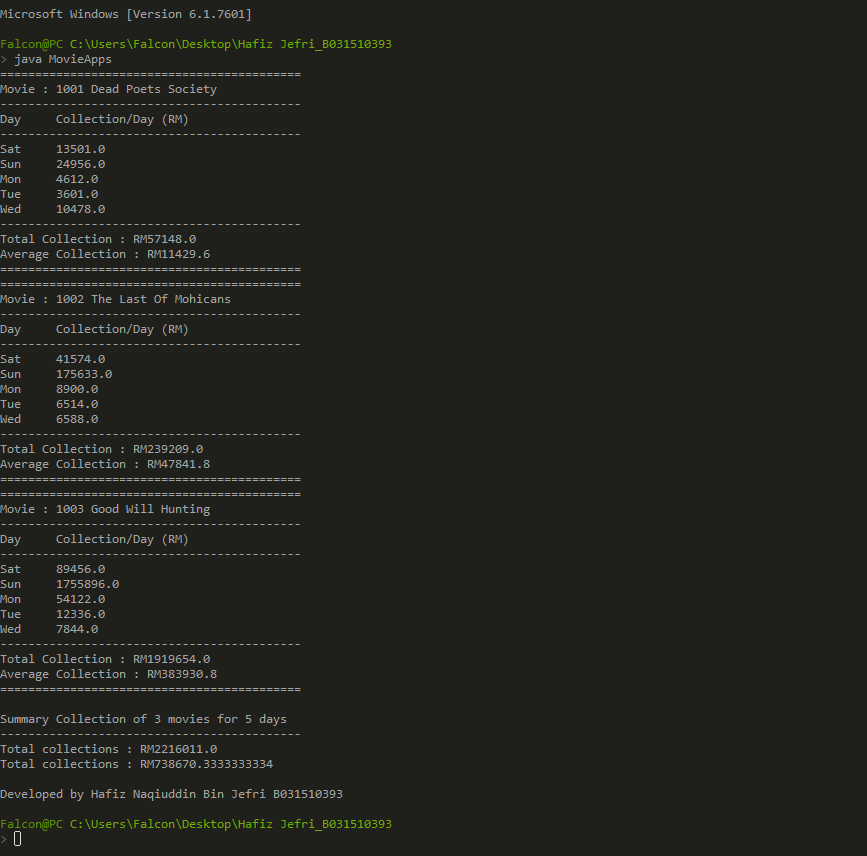 Microsoft Windows [Version 6.1.7601]
Falcon@PC C:\Users\Falcon\Desktop\Hafiz Jefri_B031510393
> java MovieApps
===========================================
Movie : 1001 Dead Poets Society
-------------------------------------------
Day     Collection/Day (RM)
-------------------------------------------
Sat     13501.0
Sun     24956.0
Mon     4612.0
Tue     3601.0
Wed     10478.0
-------------------------------------------
Total Collection : RM57148.0
Average Collection : RM11429.6
===========================================
===========================================
Movie : 1002 The Last Of Mohicans
-------------------------------------------
Day     Collection/Day (RM)
-------------------------------------------
Sat     41574.0
Sun     175633.0
Mon     8900.0
Tue     6514.0
Wed     6588.0
-------------------------------------------
Total Collection : RM239209.0
Average Collection : RM47841.8
===========================================
===========================================
Movie : 1003 Good Will Hunting
-------------------------------------------
Day     Collection/Day (RM)
-------------------------------------------
Sat     89456.0
Sun     1755896.0
Mon     54122.0
Tue     12336.0
Wed     7844.0
-------------------------------------------
Total Collection : RM1919654.0
Average Collection : RM383930.8
===========================================
Summary Collection of 3 movies for 5 days
-------------------------------------------
Total collections : RM2216011.0
Total collections : RM738670.3333333334
Developed by Hafiz Naqiuddin Bin Jefri B031510393
Falcon@PC C:\Users\Falcon\Desktop\Hafiz Jefri_B031510393
>